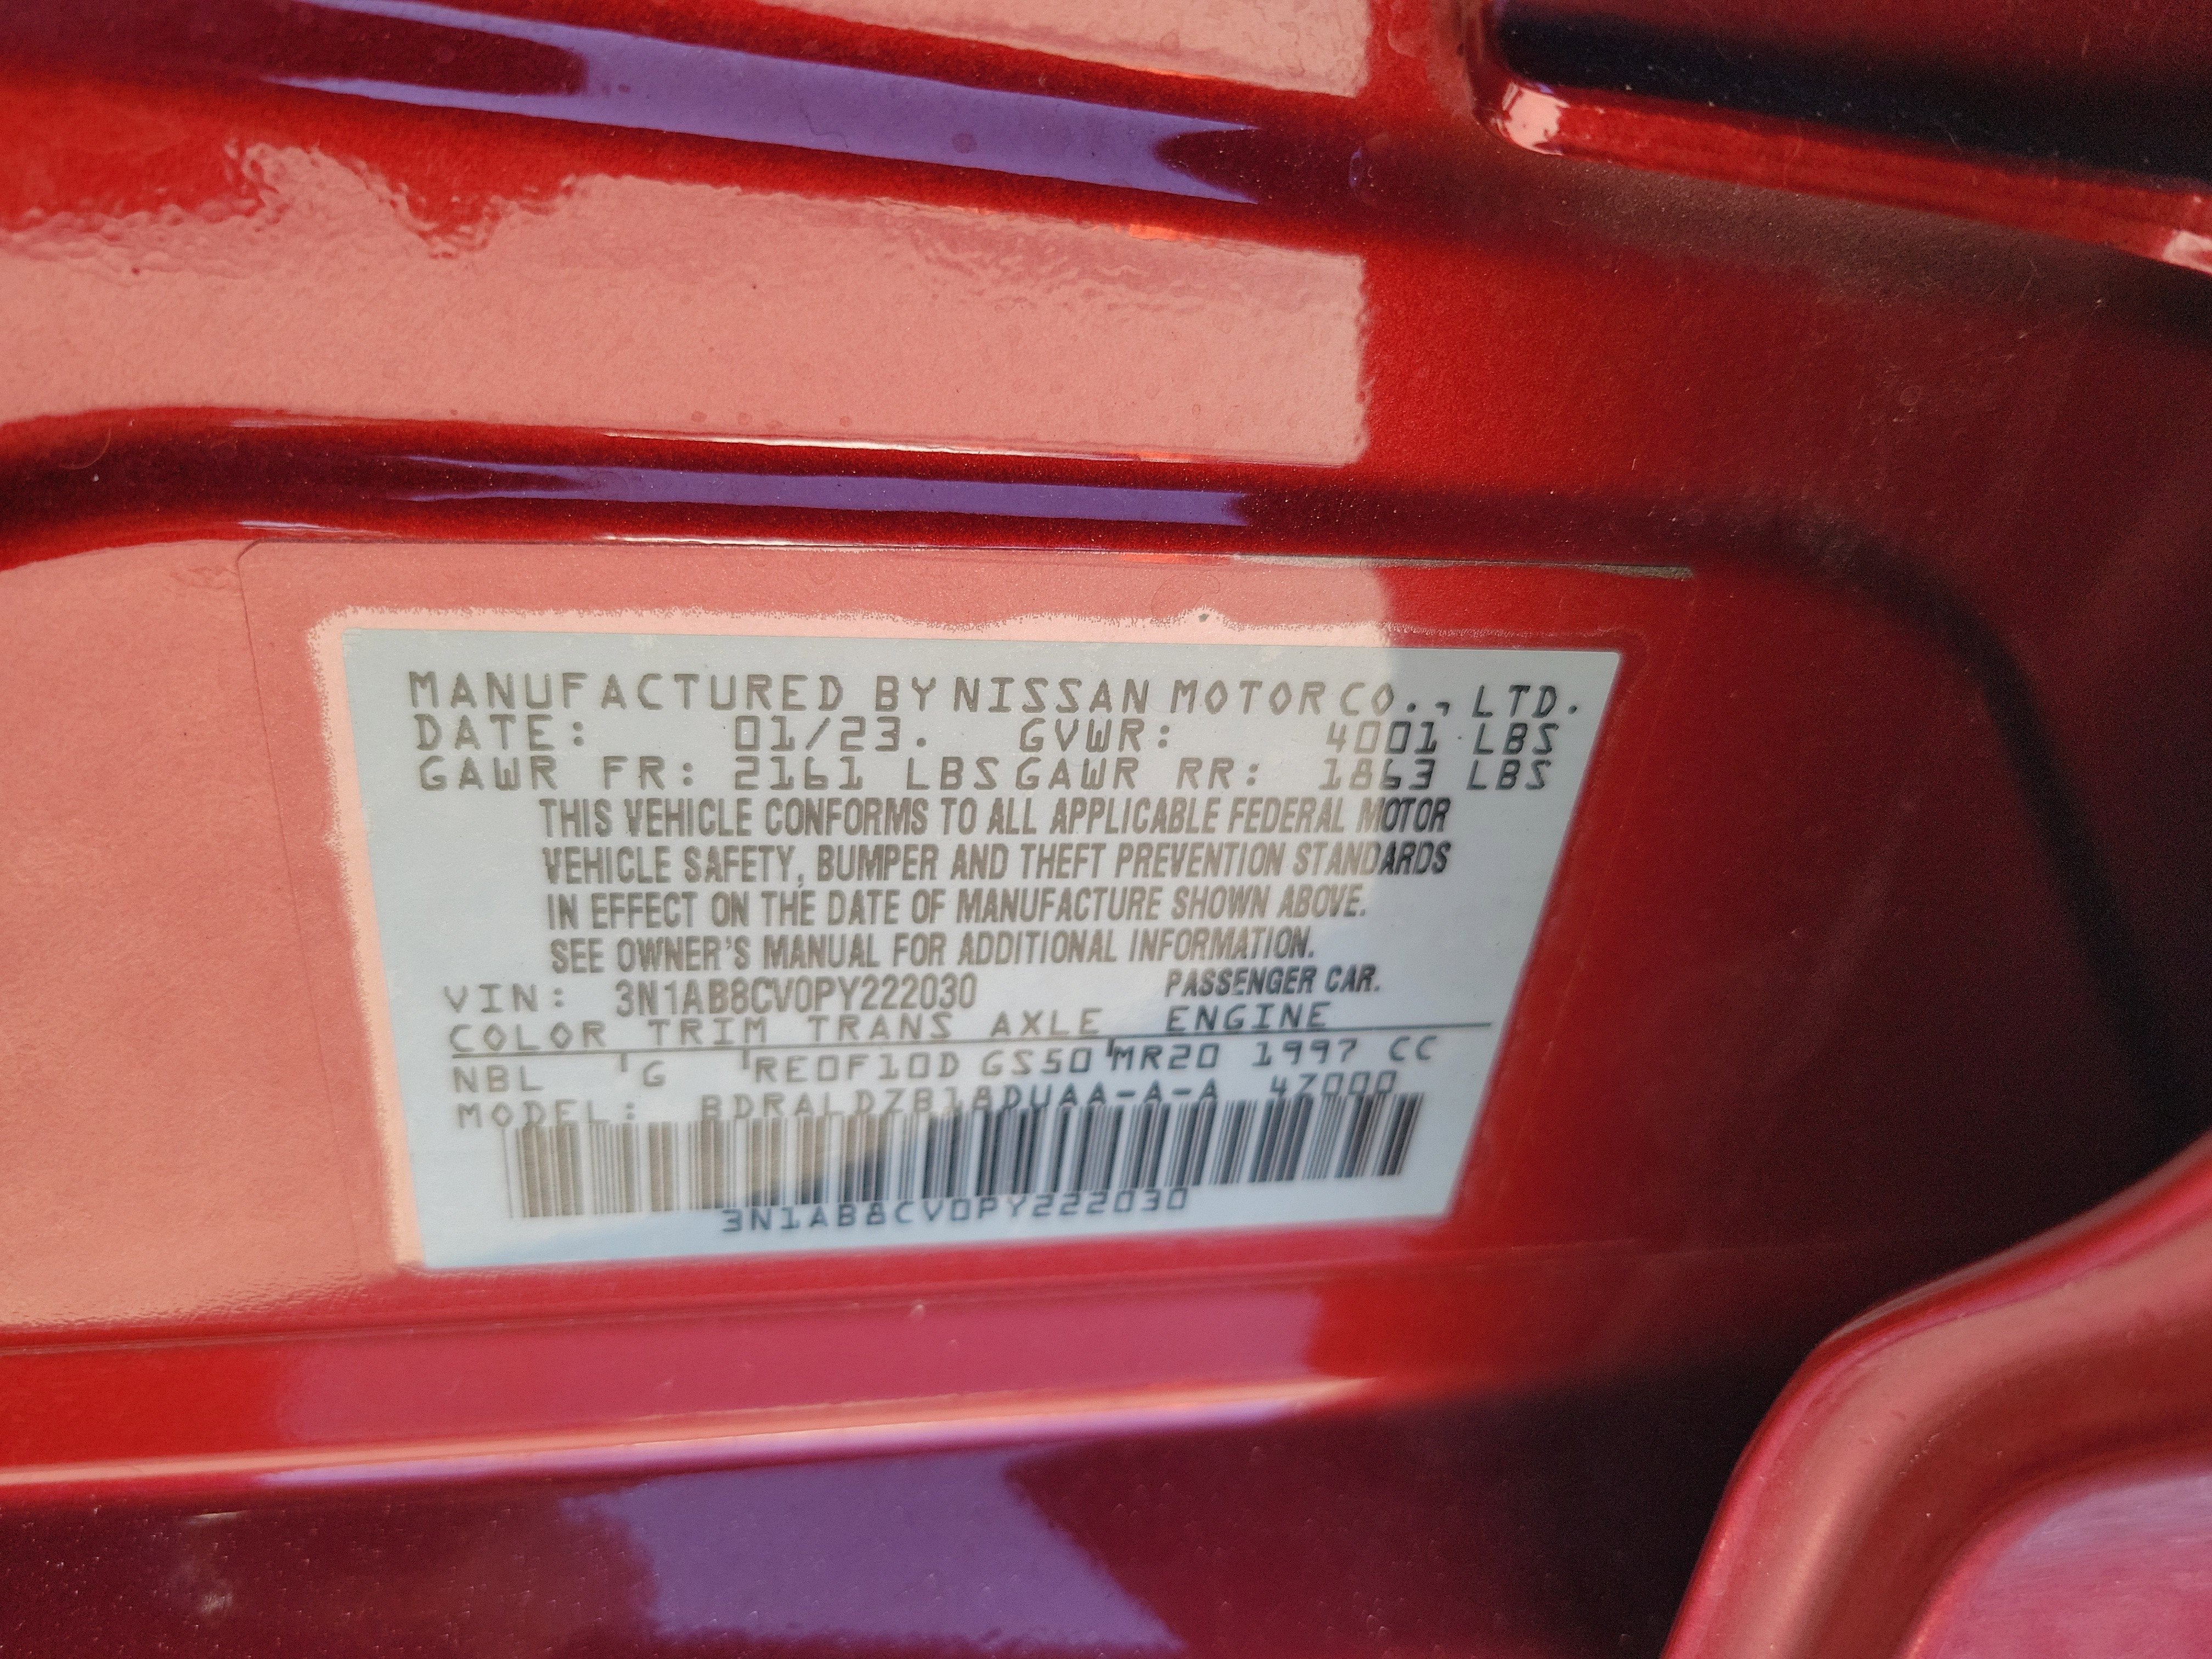 MANUFACTURED BY NISSAN MOTOR CO., LTD.
DATE: 01/23. GVWR: 4001 LBS
GAWR FR: 2161 LBS GAWR RR: 1863 LBS
THIS VEHICLE CONFORMS TO ALL APPLICABLE FEDERAL MOTOR
VEHICLE SAFETY, BUMPER AND THEFT PREVENTION STANDARDS
IN EFFECT ON THE DATE OF MANUFACTURE SHOWN ABOVE.
SEE OWNER'S MANUAL FOR ADDITIONAL INFORMATION.
VIN: 3N1AB8CV0PY222030 PASSENGER CAR.
COLOR TRIM TRANS AXLE ENGINE
NBL G RE0F10D GS50 MR20 1997 CC
MODEL: BDRALDZB18DUAA-A-A 47000
3N1AB8CV0PY222030